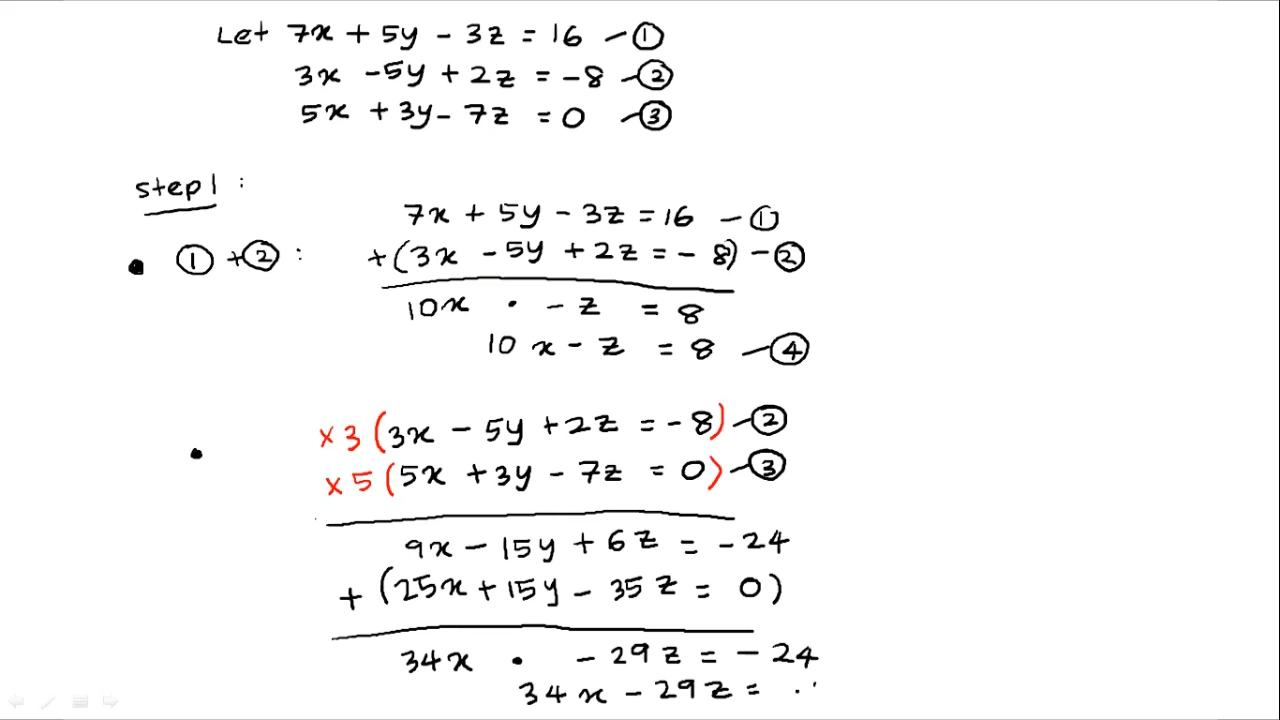 Let 7x + 5y - 3z = 16 - ①
3x - 5y + 2z = -8 - ②
5x + 3y - 7z = 0 - ③
step 1 :
7x + 5y - 3z = 16 - ①
• ① + ② : + (3x - 5y + 2z = - 8) - ②
10x • - z = 8
10x - z = 8 - ④
× 3 (3x - 5y + 2z = - 8) - ②
• × 5 (5x + 3y - 7z = 0) - ③
9x - 15y + 6z = - 24
+ (25x + 15y - 35z = 0)
34x • - 29z = - 24
34x - 29z =